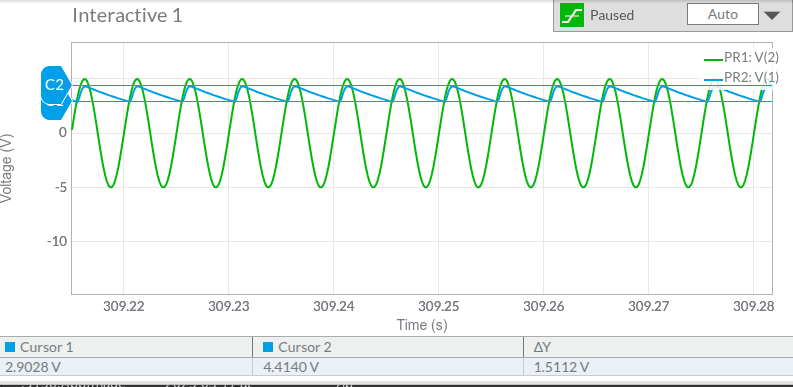 Interactive 1
Paused
Auto
PR1: V(2)
PR2: V(1)
C2
0
-5
-10
Voltage (V)
309.22 309.23 309.24 309.25 309.26 309.27 309.28
Time (s)
Cursor 1 Cursor 2 ΔY
2.9028 V 4.4140 V 1.5112 V